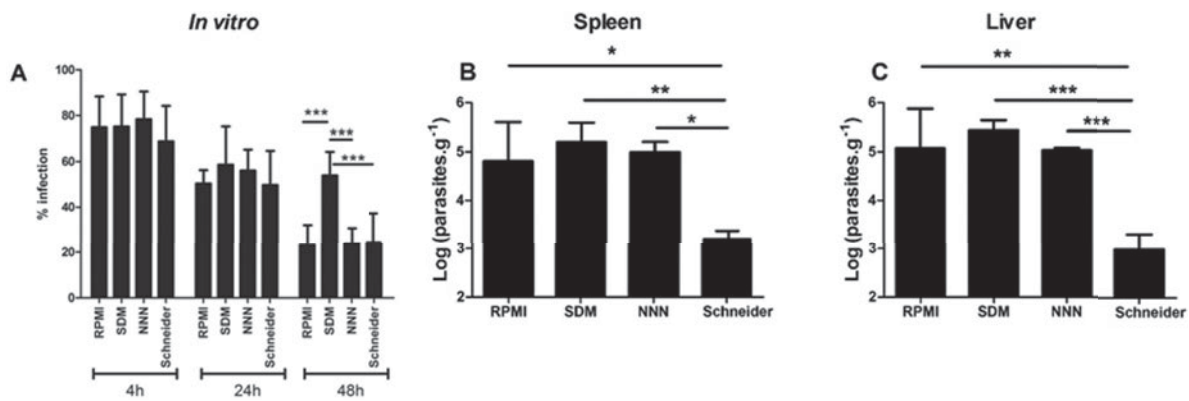 In vitro
Spleen
Liver
A
% infection
100
80
60
40
20
0
***
***
***
RPMI
SDM
NNN
Schneider
RPMI
SDM
NNN
Schneider
RPMI
SDM
NNN
Schneider
4h
24h
48h
B
*
**
*
Log (parasites.g-1)
6
5
4
3
2
RPMI SDM NNN Schneider
C
**
***
***
Log (parasites.g-1)
6
5
4
3
2
RPMI SDM NNN Schneider